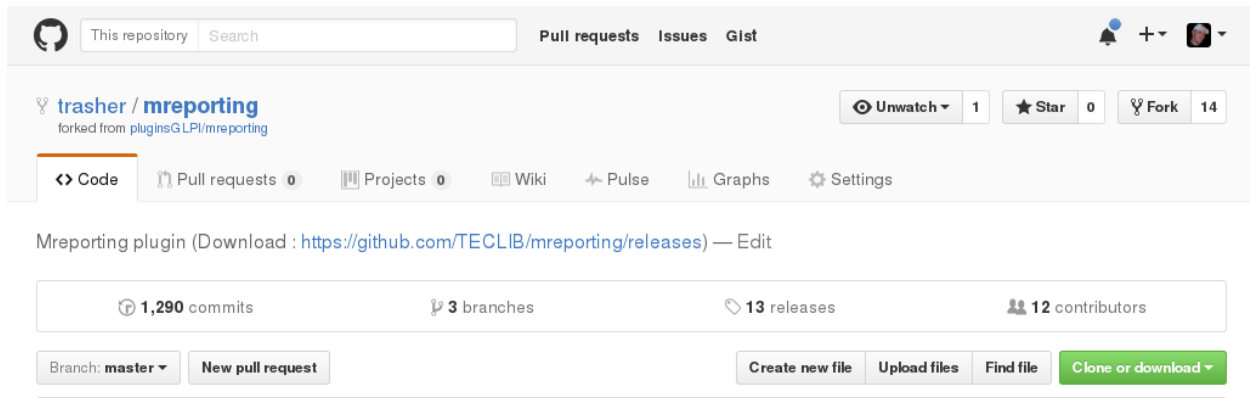 This repository Search Pull requests Issues Gist
trasher / mreporting Unwatch 1 Star 0 Fork 14
forked from pluginsGLPI/mreporting
Code Pull requests 0 Projects 0 Wiki Pulse Graphs Settings
Mreporting plugin (Download : https://github.com/TECLIB/mreporting/releases) — Edit
1,290 commits 3 branches 13 releases 12 contributors
Branch: master New pull request Create new file Upload files Find file Clone or download